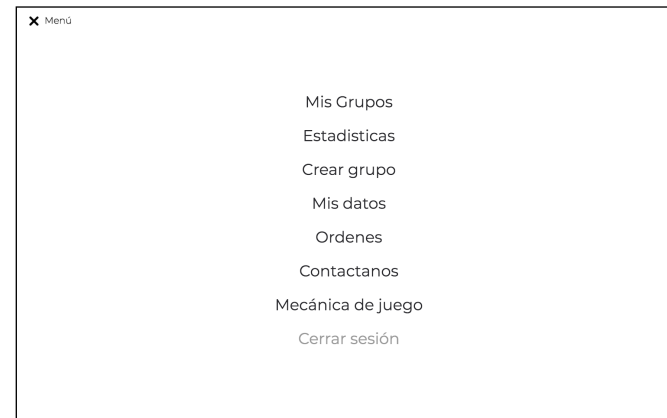 Menú
Mis Grupos
Estadisticas
Crear grupo
Mis datos
Ordenes
Contactanos
Mecánica de juego
Cerrar sesión